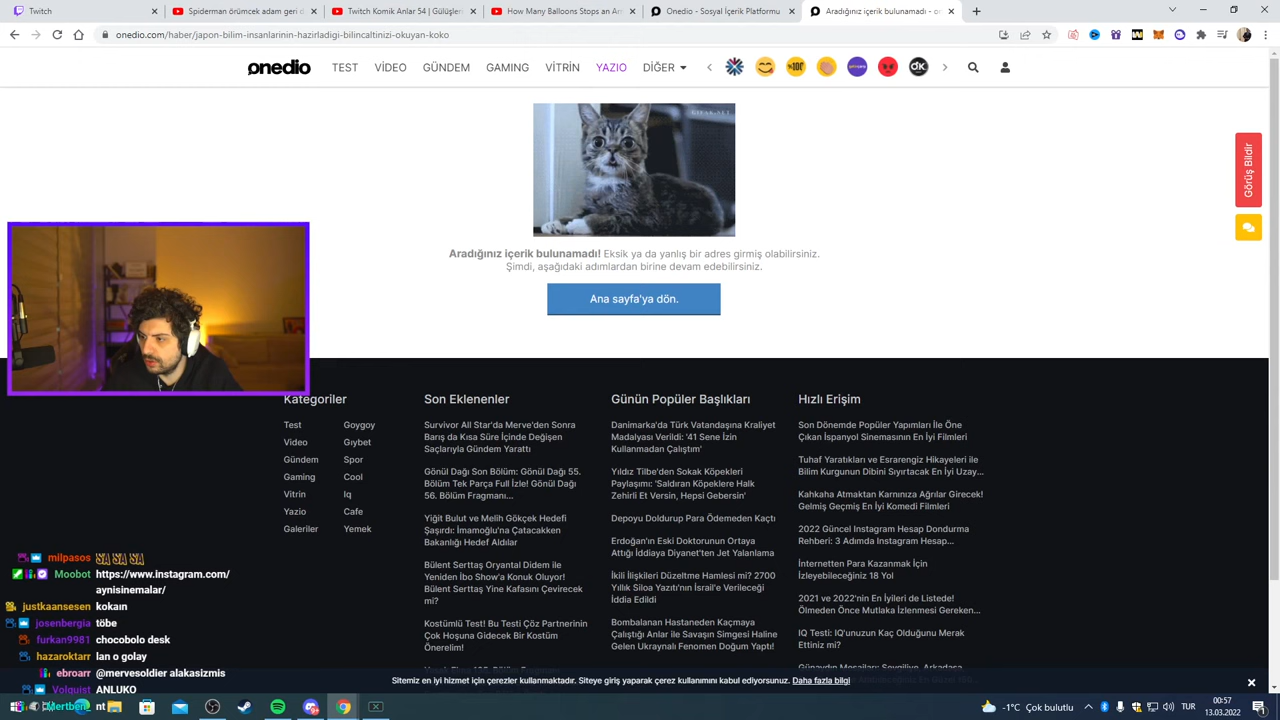 Twitch
Spiderman örümcek adam geri d
Twitch Komik Anlar 54 | Gülüşler
Twitch Funniest Stops an
Onedio - Sosyal İçerik Platformu
Aradığınız içerik bulunamadı! - on
onedio.com/haber/japon-bilim-insanlarinin-hazirladigi-bilincaltinizi-okuyan-koko
onedio
TEST VİDEO GÜNDEM GAMING VİTRİN YAZIO DİĞER
GIFAK.NET
Görüş Bildir
Aradığınız içerik bulunamadı! Eksik ya da yanlış bir adres girmiş olabilirsiniz.
Şimdi, aşağıdaki adımlardan birine devam edebilirsiniz.
Ana sayfa'ya dön.
Kategoriler
Test
Video
Gündem
Gaming
Vitrin
Yazio
Galeriler
Goygoy
Gıybet
Spor
Cool
Iq
Cafe
Yemek
Son Eklenenler
Survivor All Star'da Merve'den Sonra
Barış da Kısa Süre İçinde Değişen
Saçlarıyla Gündem Yarattı
Gönül Dağı Son Bölüm: Gönül Dağı 55.
Bölüm Tek Parça Full İzle! Gönül Dağı
56. Bölüm Fragmanı...
Yiğit Bulut ve Melih Gökçek Hedefi
Şaşırdı: İmamoğlu'na Çatacakken
Bakanlığı Hedef Aldılar
Bülent Serttaş Oryantal Didem ile
Yeniden İbo Show'a Konuk Oluyor!
Bülent Serttaş Yine Kafasını Çevirecek
mi?
Kostümlü Test! Bu Testi Çöz Partnerinin
Çok Hoşuna Gidecek Bir Kostüm
Önerelim!
Günün Popüler Başlıkları
Danimarka'da Türk Vatandaşına Kraliyet
Madalyası Verildi: '41 Sene İzin
Kullanmadan Çalıştım'
Yıldız Tilbe'den Sokak Köpekleri
Paylaşımı: 'Saldıran Köpeklere Halk
Zehirli Et Versin, Hepsi Gebersin'
Depoyu Doldurup Para Ödemeden Kaçtı
Erdoğan'ın Eski Doktorunun Ortaya
Attığı İddiaya Diyanet'ten Jet Yalanlama
İkili İlişkileri Düzeltme Hamlesi mi? 2700
Yıllık Siloa Yazıtı'nın İsrail'e Verileceği
İddia Edildi
Bombalanan Hastaneden Kaçmaya
Çalıştığı Anlar ile Savaşın Simgesi Haline
Gelen Ukraynalı Fenomen Doğum Yaptı!
Hızlı Erişim
Son Dönemde Popüler Yapımları İle Öne
Çıkan İspanyol Sinemasının En İyi Filmleri
Tuhaf Yaratıkları ve Esrarengiz Hikayeleri ile
Bilim Kurgunun Dibini Sıyırtacak En İyi Uzay...
Kahkaha Atmaktan Karnınıza Ağrılar Girecek!
Gelmiş Geçmiş En İyi Komedi Filmleri
2022 Güncel Instagram Hesap Dondurma
Rehberi: 3 Adımda Instagram Hesap...
İnternetten Para Kazanmak İçin
İzleyebileceğiniz 18 Yol
2021 ve 2022'nin En İyileri de Listede!
Ölmeden Önce Mutlaka İzlenmesi Gereken...
IQ Testi: IQ'unuzun Kaç Olduğunu Merak
Ettiniz mi?
Günaydın Mesajları: Sevgiliye, Arkadaşa
milpasos SA SA SA
Moobot https://www.instagram.com/
aynisinemalar/
justkaansesen kokaın
josenbergia töbe
furkan9981 chocobolo desk
hazaroktarr lan o golay
ebroarr @memoaldire alakasizmis
Volquist ANLUKO
Sitemiz en iyi hizmet için çerezler kullanmaktadır. Siteye giriş yaparak çerez kullanımını kabul ediyorsunuz. Daha fazla bilgi
-1°C Çok bulutlu
TUR
00:57
13.03.2022